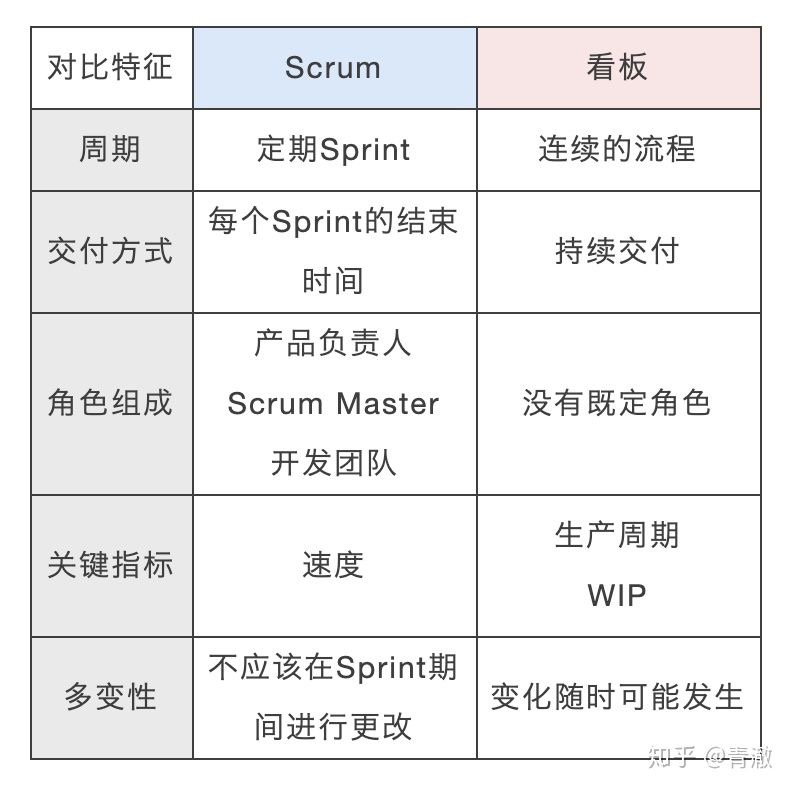 对比特征 Scrum 看板
周期 定期Sprint 连续的流程
交付方式 每个Sprint的结束
时间 持续交付
角色组成 产品负责人
Scrum Master
开发团队 没有既定角色
关键指标 速度 生产周期
WIP
多变性 不应该在Sprint期
间进行更改 变化随时可能发生
知乎 @青澈